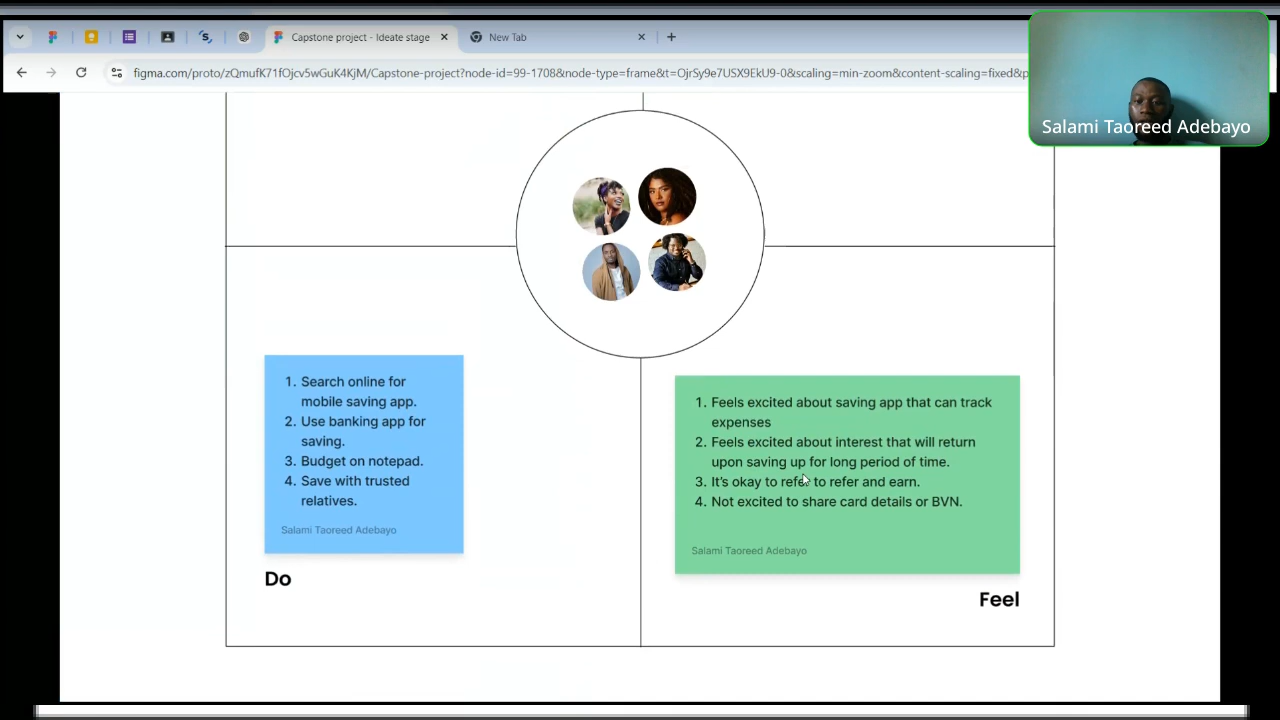 Capstone project - Ideate stage
New Tab
figma.com/proto/zQmufK71fOjcv5wGuK4KjM/Capstone-project?node-id=99-1708&node-type=frame&t=OjrSy9e7USX9EkU9-0&scaling=min-zoom&content-scaling=fixed&p
Salami Taoreed Adebayo
1. Search online for
mobile saving app.
2. Use banking app for
saving.
3. Budget on notepad.
4. Save with trusted
relatives.
Salami Taoreed Adebayo
Do
1. Feels excited about saving app that can track
expenses
2. Feels excited about interest that will return
upon saving up for long period of time.
3. It's okay to refer to refer and earn.
4. Not excited to share card details or BVN.
Salami Taoreed Adebayo
Feel